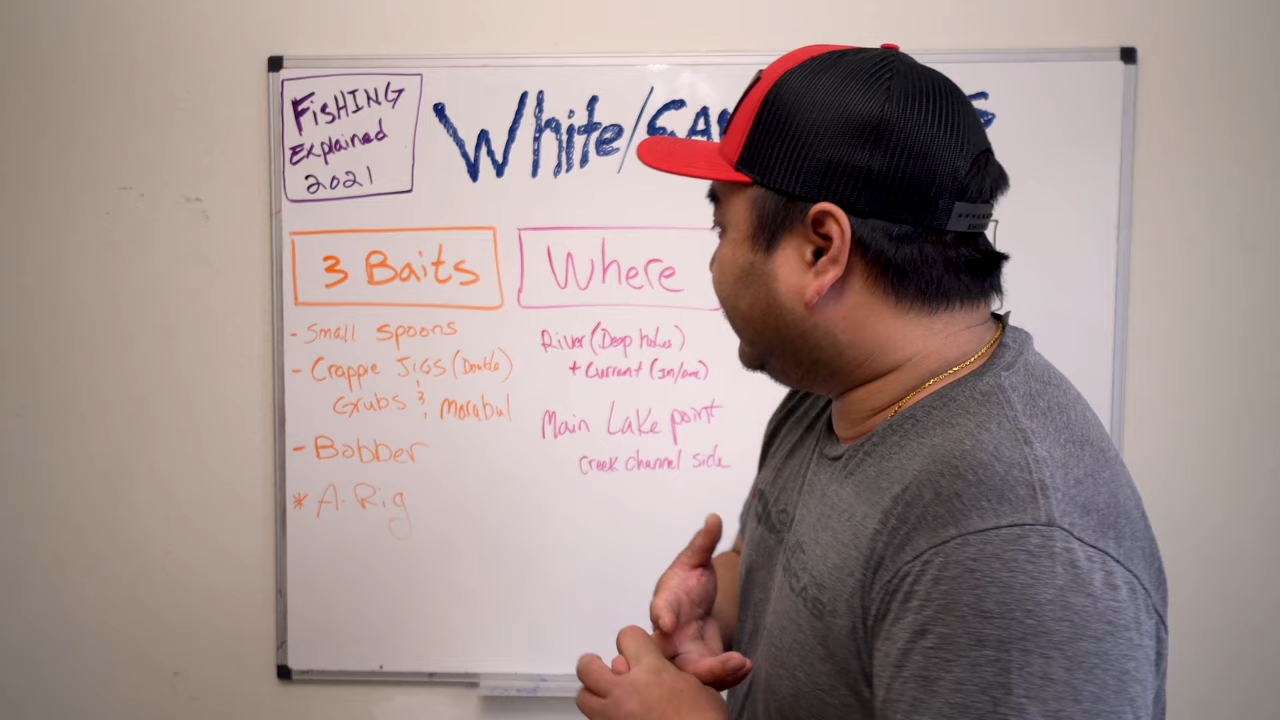 FisHING
Explained
2021
White/SAN
3 Baits
Where
- Small spoons
- Crappie JIGS (Double)
Grubs & Marabul
- Bobber
* A-Rig
River (Deep holes)
+ Current (In/out)
Main Lake point
Creek channel side